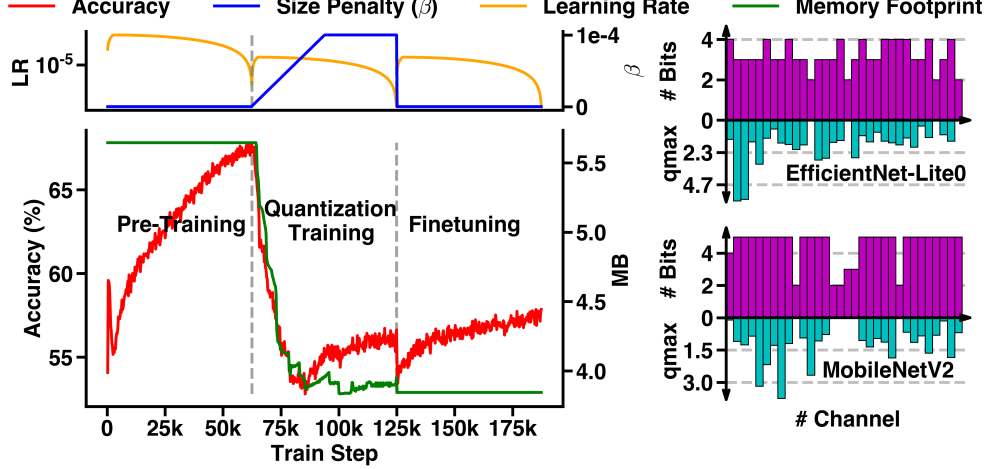 Accuracy Size Penalty (β) Learning Rate Memory Footprint
LR
10⁻⁵
1e-4
0
β
Accuracy (%)
65
60
55
Pre-Training
Quantization
Training
Finetuning
5.5
5.0
4.5
4.0
MB
0 25k 50k 75k 100k 125k 150k 175k
Train Step
# Bits
4
2
0
qmax
2.3
4.7
EfficientNet-Lite0
# Bits
4
2
0
qmax
1.5
3.0
MobileNetV2
# Channel